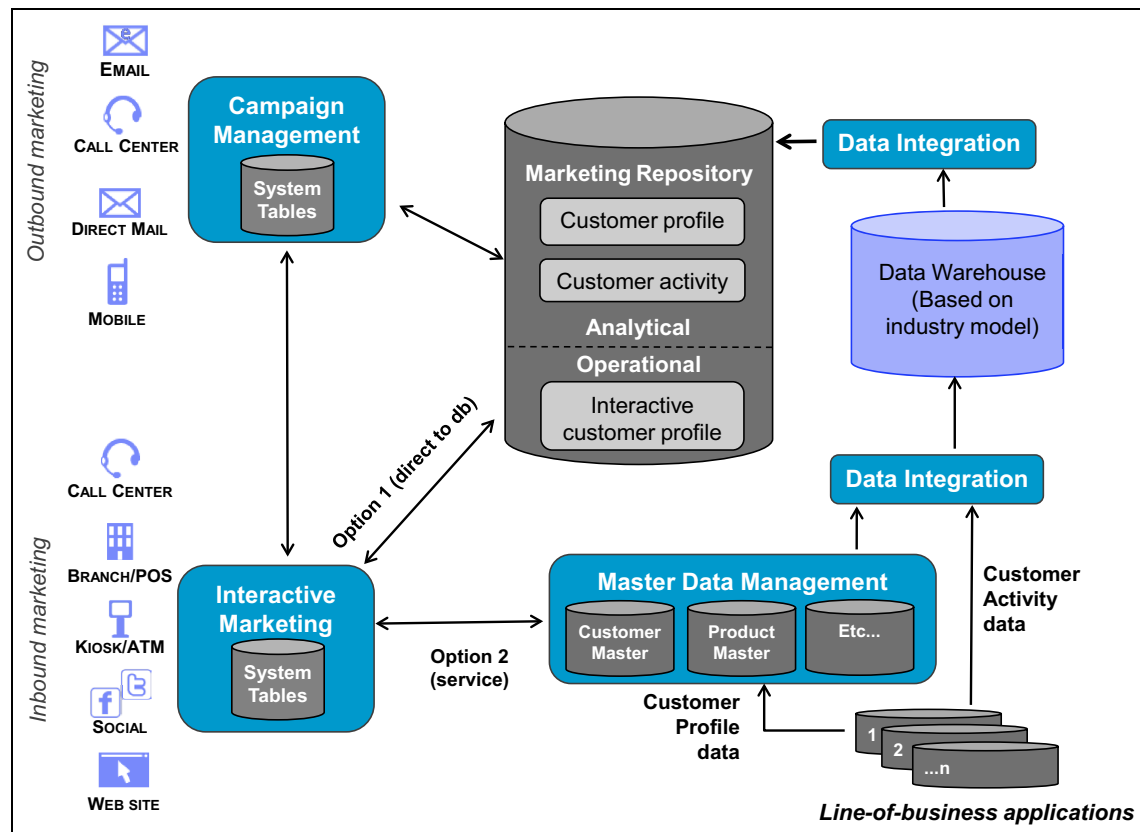 Outbound marketing
EMAIL
CALL CENTER
DIRECT MAIL
MOBILE
Inbound marketing
CALL CENTER
BRANCH/POS
KIOSK/ATM
SOCIAL
WEB SITE
Campaign
Management
System
Tables
Interactive
Marketing
System
Tables
Marketing Repository
Customer profile
Customer activity
Analytical
Operational
Interactive
customer profile
Option 1 (direct to db)
Option 2
(service)
Data Integration
Data Warehouse
(Based on
industry model)
Data Integration
Master Data Management
Customer
Master
Product
Master
Etc...
Customer
Activity
data
Customer
Profile
data
1
2
...n
Line-of-business applications